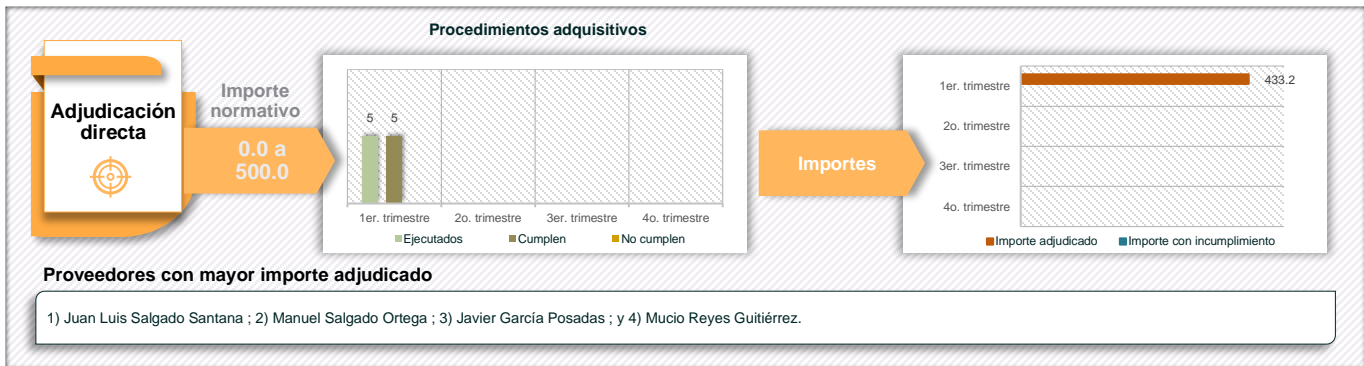 Procedimientos adquisitivos
Adjudicación
directa
Importe
normativo
0.0 a
500.0
5 5
1er. trimestre 2o. trimestre 3er. trimestre 4o. trimestre
Ejecutados Cumplen No cumplen
Importes
1er. trimestre 433.2
2o. trimestre
3er. trimestre
4o. trimestre
Importe adjudicado Importe con incumplimiento
Proveedores con mayor importe adjudicado
1) Juan Luis Salgado Santana ; 2) Manuel Salgado Ortega ; 3) Javier García Posadas ; y 4) Mucio Reyes Guitiérrez.